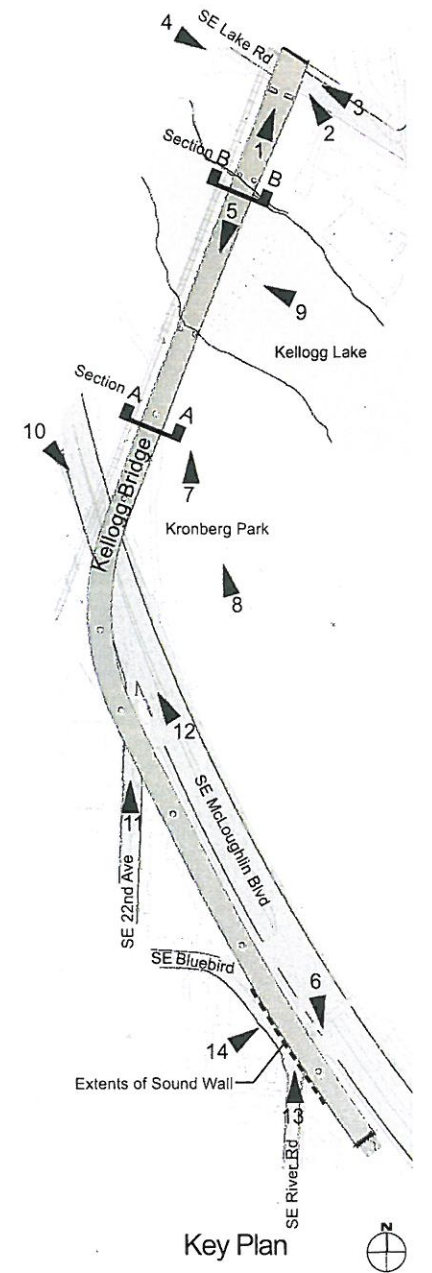 4
SE Lake Rd
3
2
1
Section B
B
5
9
Kellogg Lake
Section A
A
10
7
Kellogg Bridge
Kronberg Park
8
12
11
SE McLoughlin Blvd
SE 22nd Ave
SE Bluebird
6
14
Extents of Sound Wall
13
SE River Rd
Key Plan
N